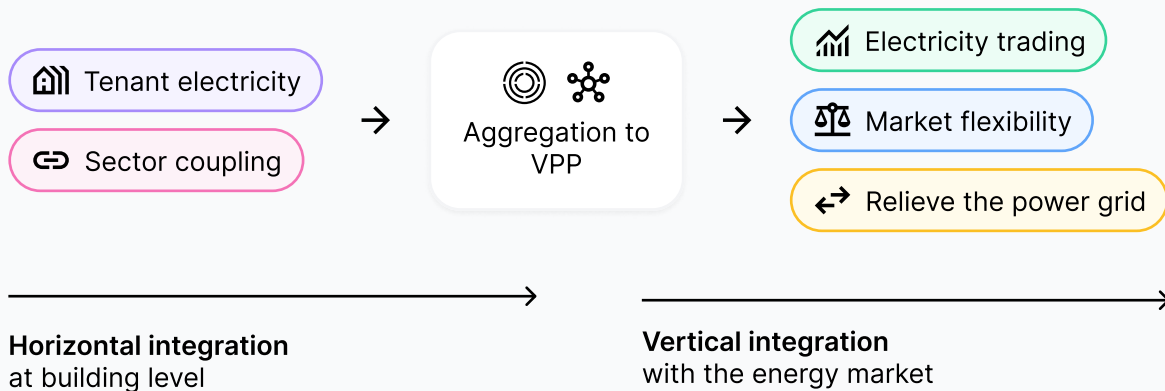 Tenant electricity
Sector coupling
Aggregation to
VPP
Electricity trading
Market flexibility
Relieve the power grid
Horizontal integration
at building level
Vertical integration
with the energy market